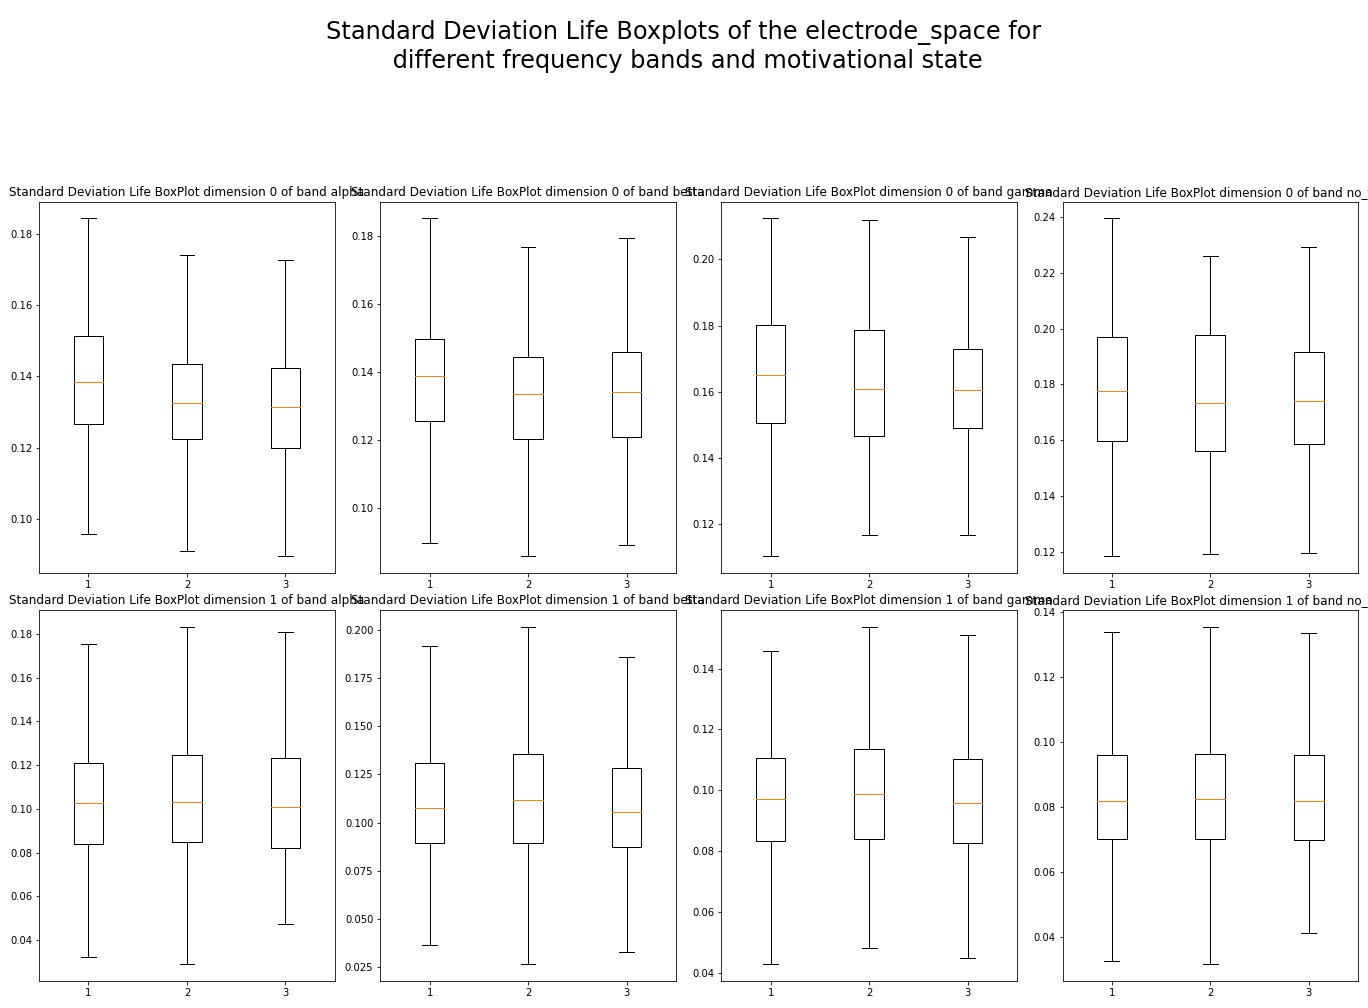 Standard Deviation Life Boxplots of the electrode_space for
different frequency bands and motivational state
Standard Deviation Life BoxPlot dimension 0 of band alpha
Standard Deviation Life BoxPlot dimension 0 of band betta
Standard Deviation Life BoxPlot dimension 0 of band gamma
Standard Deviation Life BoxPlot dimension 0 of band no_
0.18
0.16
0.14
0.12
0.10
1 2 3
0.18
0.16
0.14
0.12
0.10
1 2 3
0.20
0.18
0.16
0.14
0.12
1 2 3
0.24
0.22
0.20
0.18
0.16
0.14
0.12
1 2 3
Standard Deviation Life BoxPlot dimension 1 of band alpha
Standard Deviation Life BoxPlot dimension 1 of band betta
Standard Deviation Life BoxPlot dimension 1 of band gamma
Standard Deviation Life BoxPlot dimension 1 of band no_
0.18
0.16
0.14
0.12
0.10
0.08
0.06
0.04
1 2 3
0.200
0.175
0.150
0.125
0.100
0.075
0.050
0.025
1 2 3
0.14
0.12
0.10
0.08
0.06
0.04
1 2 3
0.14
0.12
0.10
0.08
0.06
0.04
1 2 3